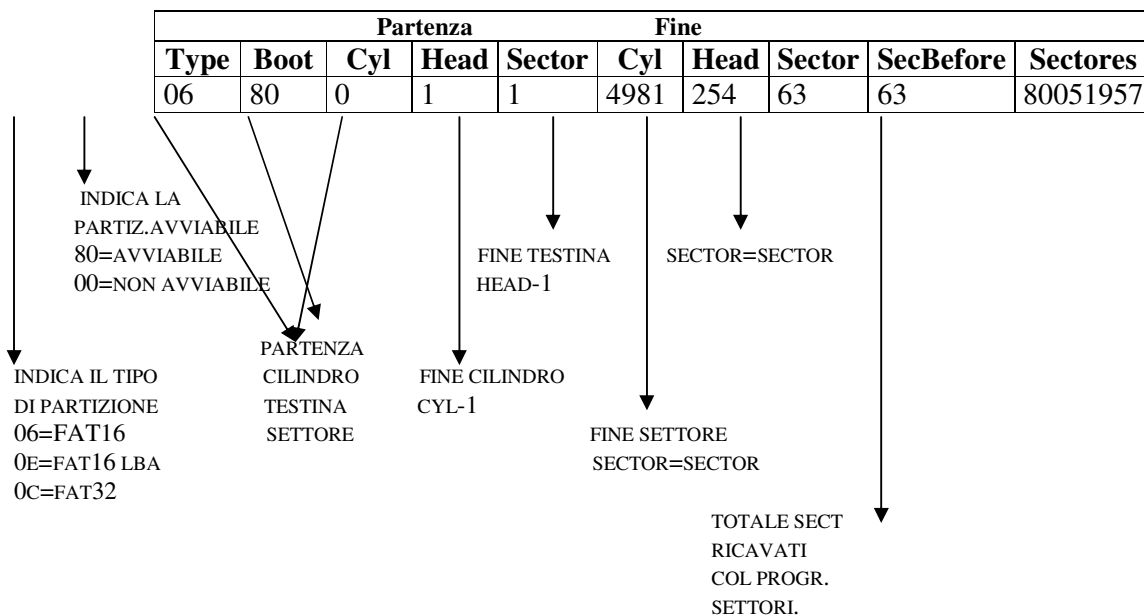 Partenza Fine
Type Boot Cyl Head Sector Cyl Head Sector SecBefore Sectores
06 80 0 1 1 4981 254 63 63 80051957
INDICA LA
PARTIZ.AVVIABILE
80=AVVIABILE
00=NON AVVIABILE
FINE TESTINA
HEAD-1
SECTOR=SECTOR
PARTENZA
CILINDRO
TESTINA
SETTORE
INDICA IL TIPO
DI PARTIZIONE
06=FAT16
0E=FAT16 LBA
0C=FAT32
FINE CILINDRO
CYL-1
FINE SETTORE
SECTOR=SECTOR
TOTALE SECT
RICAVATI
COL PROGR.
SETTORI.